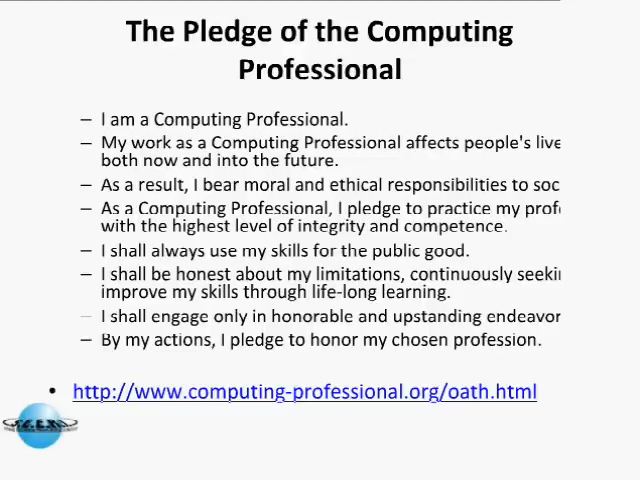 The Pledge of the Computing
Professional
– I am a Computing Professional.
– My work as a Computing Professional affects people's live
both now and into the future.
– As a result, I bear moral and ethical responsibilities to soc
– As a Computing Professional, I pledge to practice my prof
with the highest level of integrity and competence.
– I shall always use my skills for the public good.
– I shall be honest about my limitations, continuously seekin
improve my skills through life-long learning.
– I shall engage only in honorable and upstanding endeavor
– By my actions, I pledge to honor my chosen profession.
• http://www.computing-professional.org/oath.html